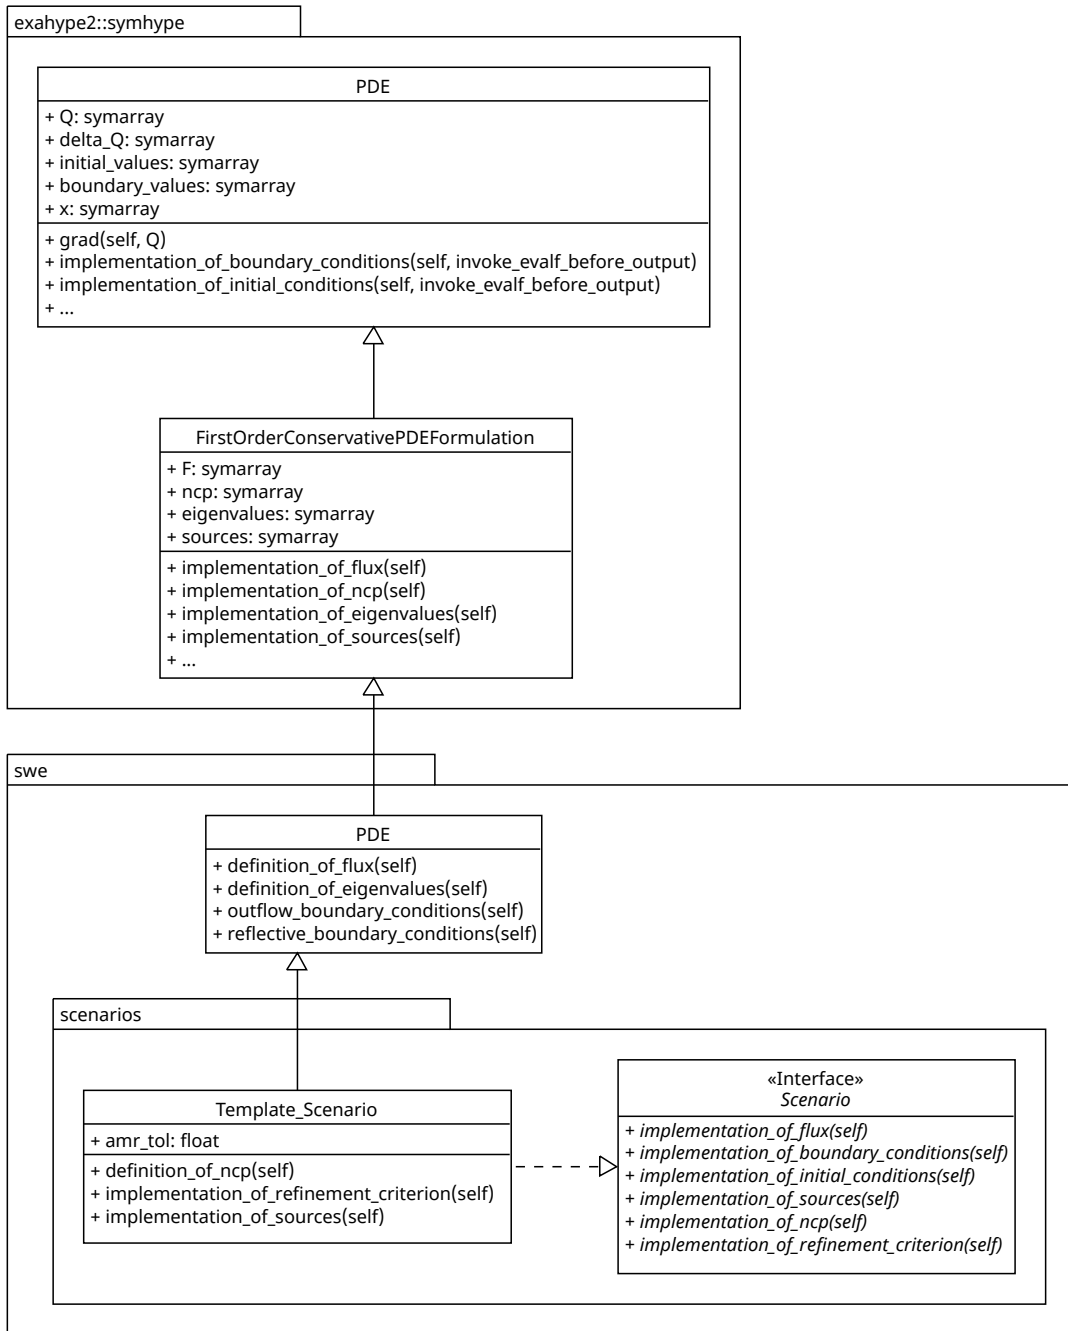 exahype2::symhype
PDE
+ Q: symarray
+ delta_Q: symarray
+ initial_values: symarray
+ boundary_values: symarray
+ x: symarray
+ grad(self, Q)
+ implementation_of_boundary_conditions(self, invoke_evalf_before_output)
+ implementation_of_initial_conditions(self, invoke_evalf_before_output)
+ ...
FirstOrderConservativePDEFormulation
+ F: symarray
+ ncp: symarray
+ eigenvalues: symarray
+ sources: symarray
+ implementation_of_flux(self)
+ implementation_of_ncp(self)
+ implementation_of_eigenvalues(self)
+ implementation_of_sources(self)
+ ...
swe
PDE
+ definition_of_flux(self)
+ definition_of_eigenvalues(self)
+ outflow_boundary_conditions(self)
+ reflective_boundary_conditions(self)
scenarios
Template_Scenario
+ amr_tol: float
+ definition_of_ncp(self)
+ implementation_of_refinement_criterion(self)
+ implementation_of_sources(self)
«Interface»
Scenario
+ implementation_of_flux(self)
+ implementation_of_boundary_conditions(self)
+ implementation_of_initial_conditions(self)
+ implementation_of_sources(self)
+ implementation_of_ncp(self)
+ implementation_of_refinement_criterion(self)